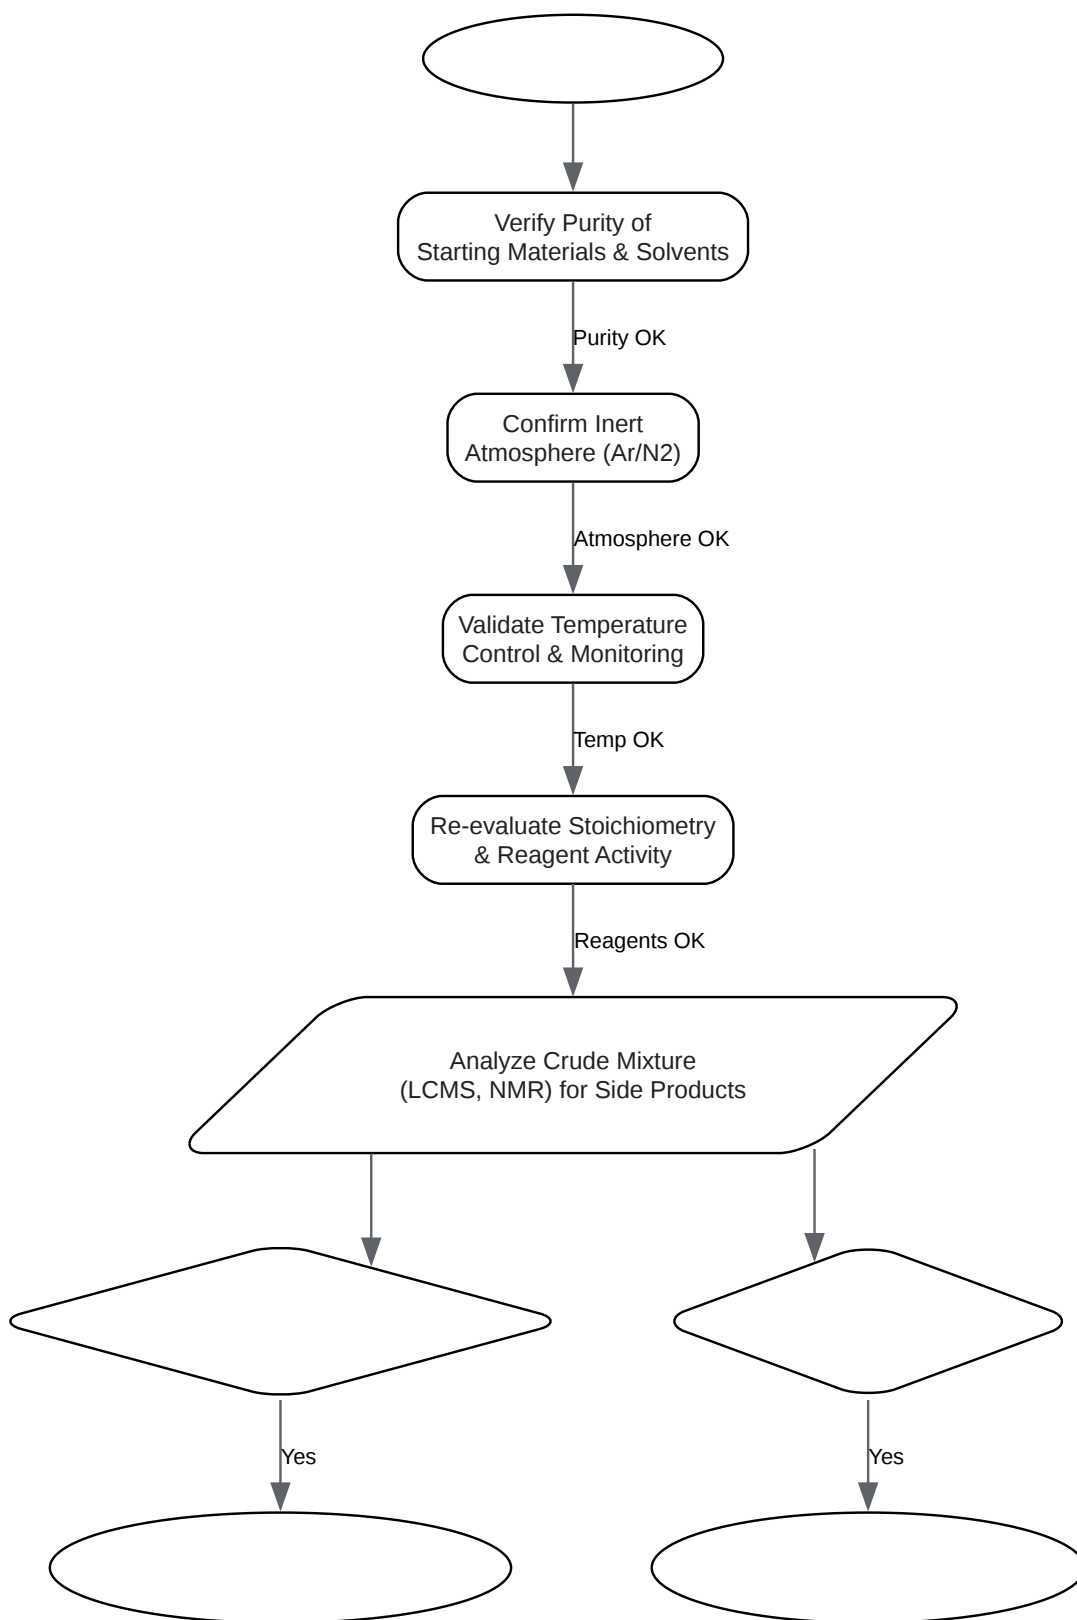 Verify Purity of
Starting Materials & Solvents
Purity OK
Confirm Inert
Atmosphere (Ar/N2)
Atmosphere OK
Validate Temperature
Control & Monitoring
Temp OK
Re-evaluate Stoichiometry
& Reagent Activity
Reagents OK
Analyze Crude Mixture
(LCMS, NMR) for Side Products
Yes
Yes